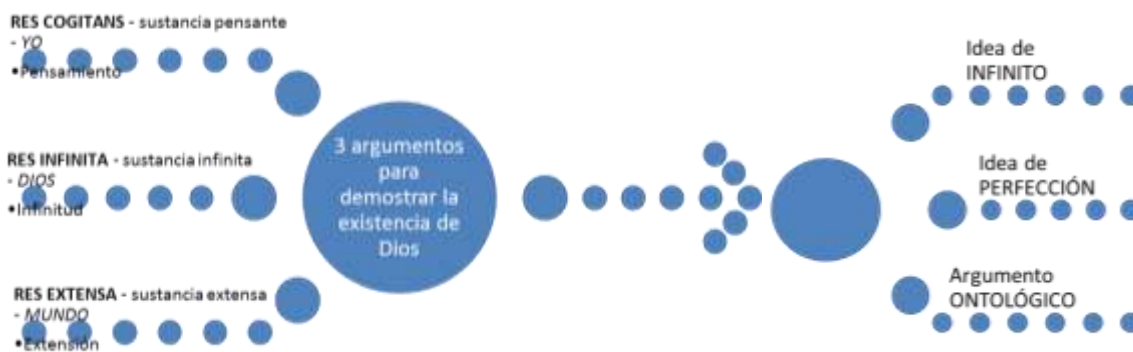 RES COGITANS - sustancia pensante
- YO
•Pensamiento
RES INFINITA - sustancia infinita
- DIOS
•Infinitud
RES EXTENSA - sustancia extensa
- MUNDO
•Extensión
3 argumentos
para
demostrar la
existencia de
Dios
Idea de
INFINITO
Idea de
PERFECCIÓN
Argumento
ONTOLÓGICO